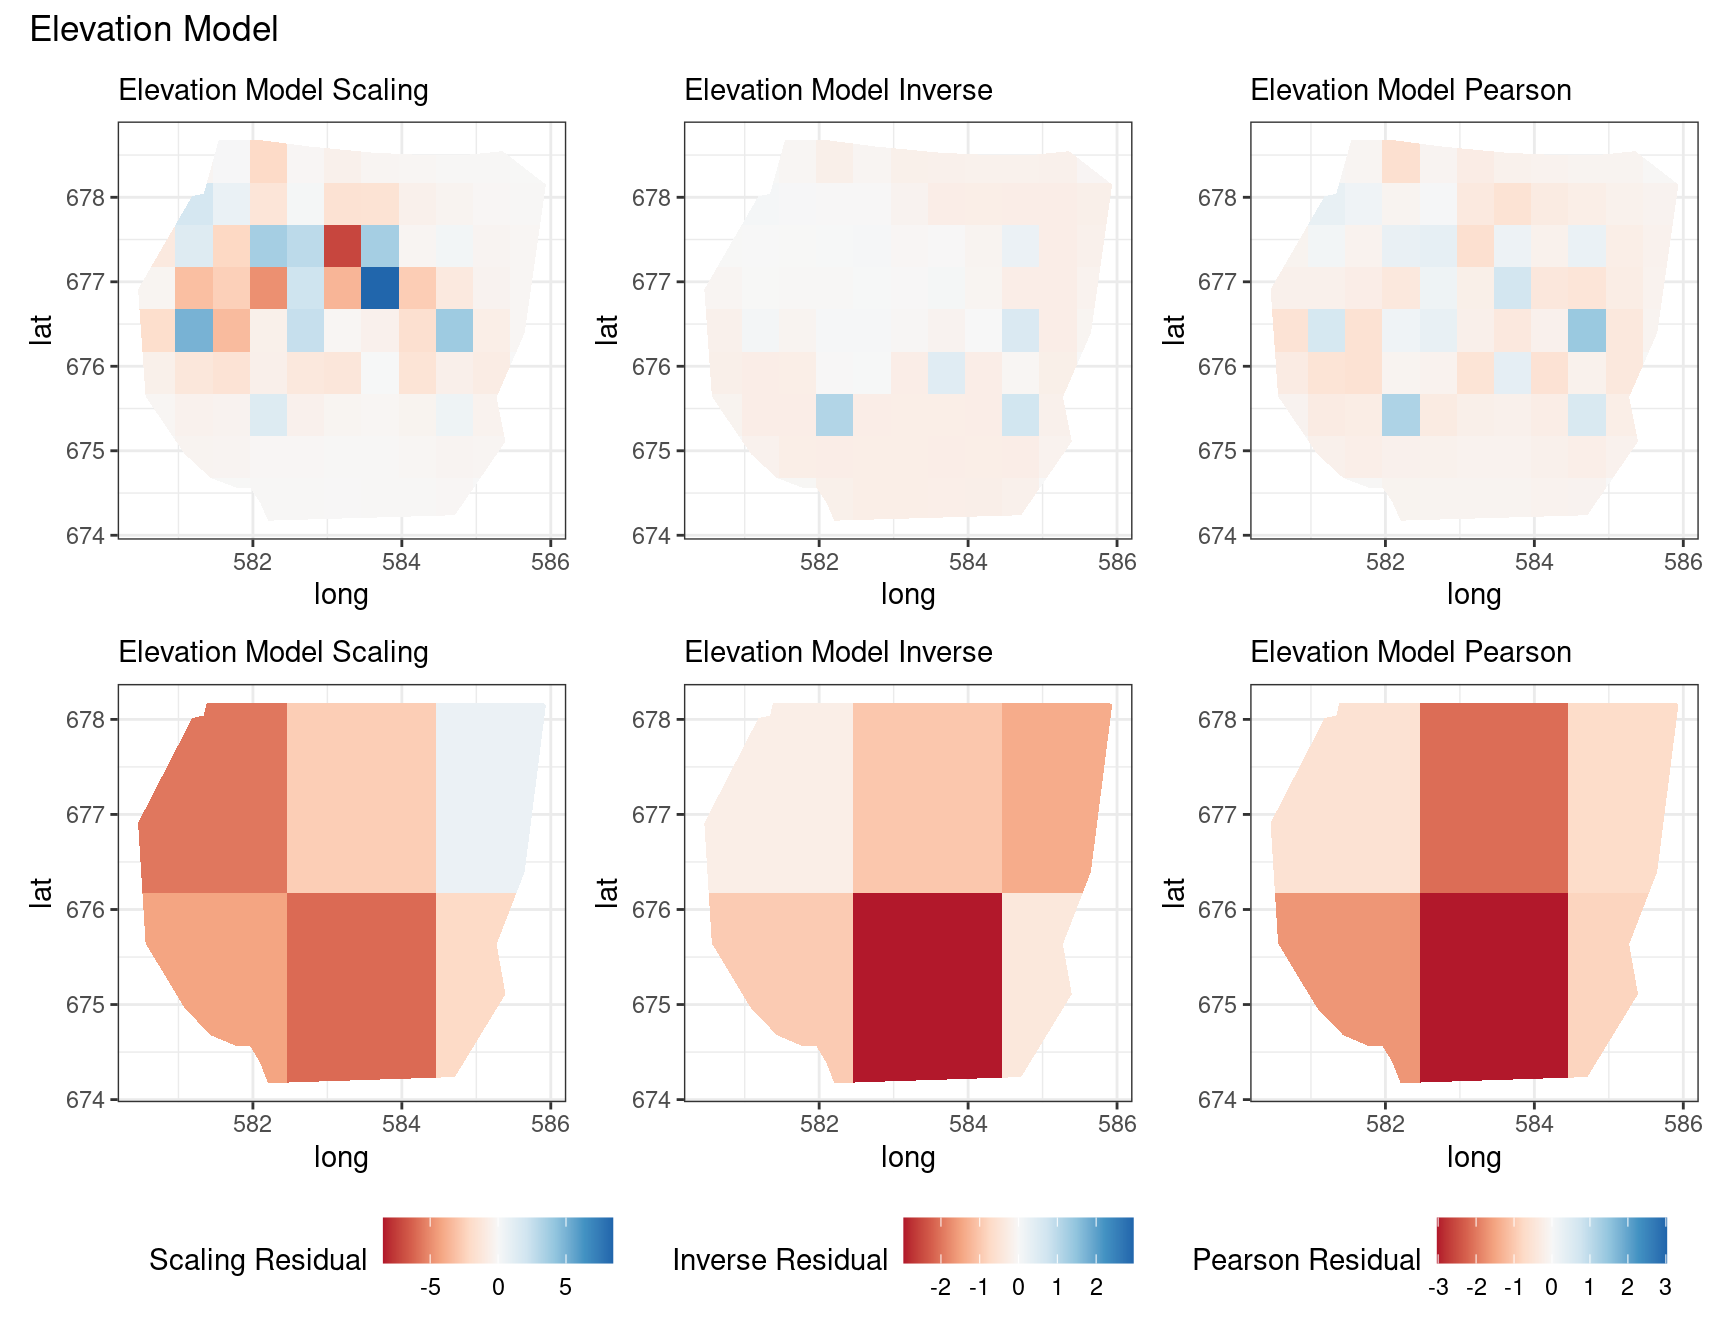 Elevation Model
Elevation Model Scaling
Elevation Model Inverse
Elevation Model Pearson
678
677
676
675
674
lat
582 584 586
long
678
677
676
675
674
lat
582 584 586
long
678
677
676
675
674
lat
582 584 586
long
Elevation Model Scaling
Elevation Model Inverse
Elevation Model Pearson
678
677
676
675
674
lat
582 584 586
long
678
677
676
675
674
lat
582 584 586
long
678
677
676
675
674
lat
582 584 586
long
Scaling Residual
-5 0 5
Inverse Residual
-2 -1 0 1 2
Pearson Residual
-3 -2 -1 0 1 2 3